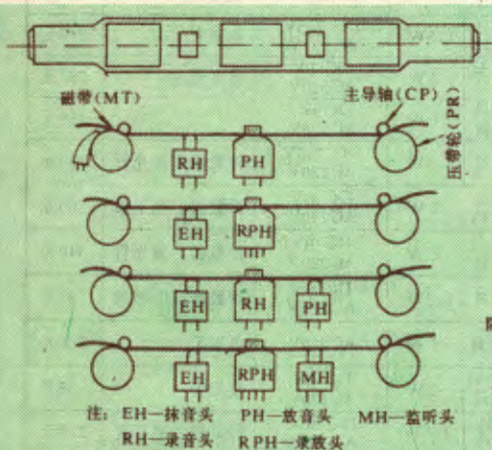 磁带(MT) 主导轴(CP)
压带轮(PR)
RH PH
EH RPH
EH RH PH
EH RPH MH
注: EH—抹音头 PH—放音头 MH—监听头
RH—录音头 RPH—录放头